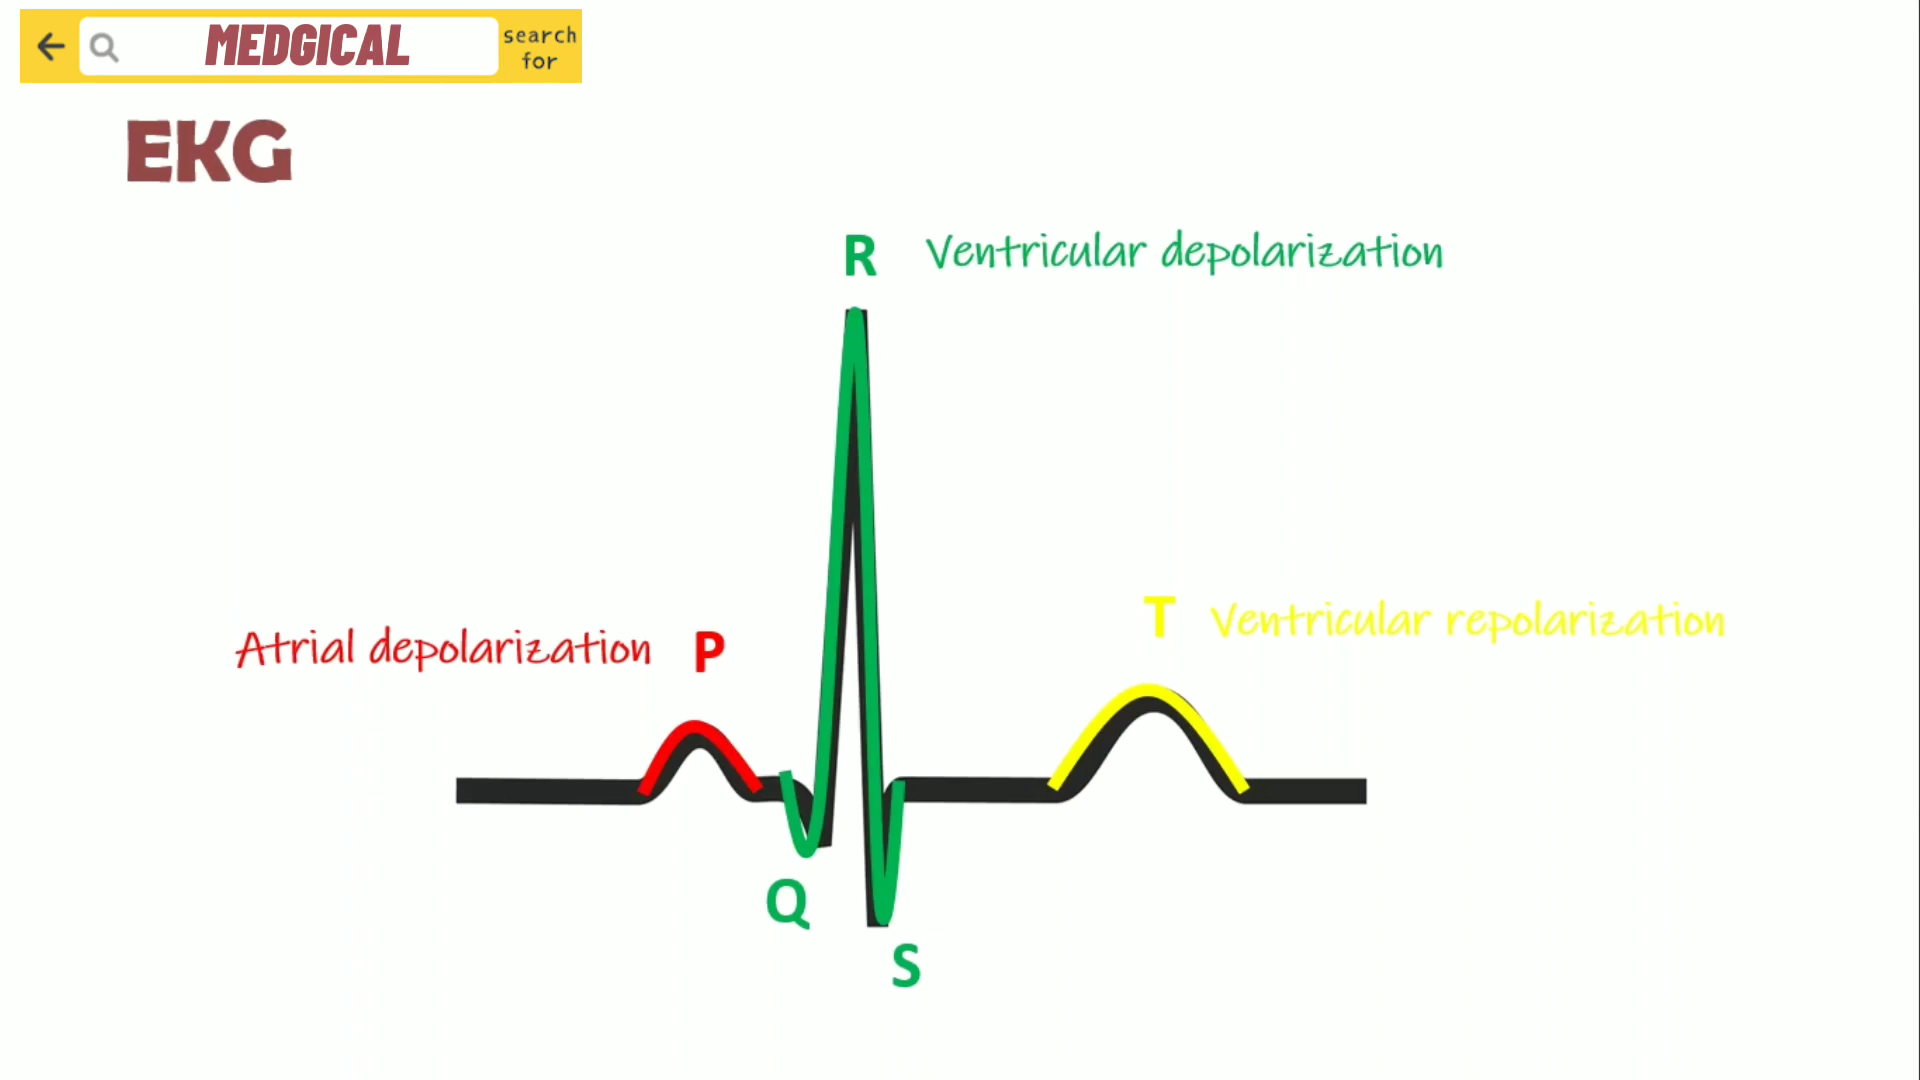 MEDGICAL
search
for
EKG
R Ventricular depolarization
T Ventricular repolarization
Atrial depolarization P
Q
S